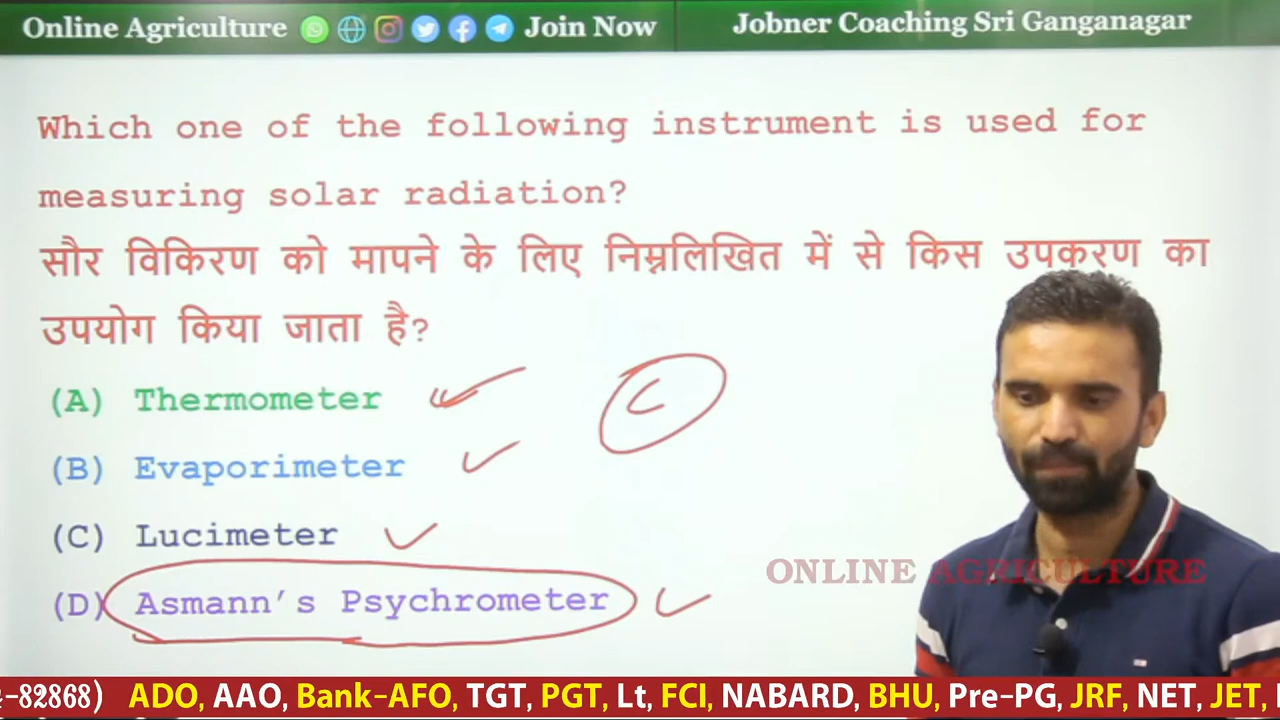 Online Agriculture Join Now
Jobner Coaching Sri Ganganagar
Which one of the following instrument is used for
measuring solar radiation?
सौर विकिरण को मापने के लिए निम्नलिखित में से किस उपकरण का
उपयोग किया जाता है?
(A) Thermometer
C
(B) Evaporimeter
(C) Lucimeter
(D) Asmann's Psychrometer
ONLINE AGRICULTURE
-82868) ADO, AAO, Bank-AFO, TGT, PGT, Lt, FCI, NABARD, BHU, Pre-PG, JRF, NET, JET,